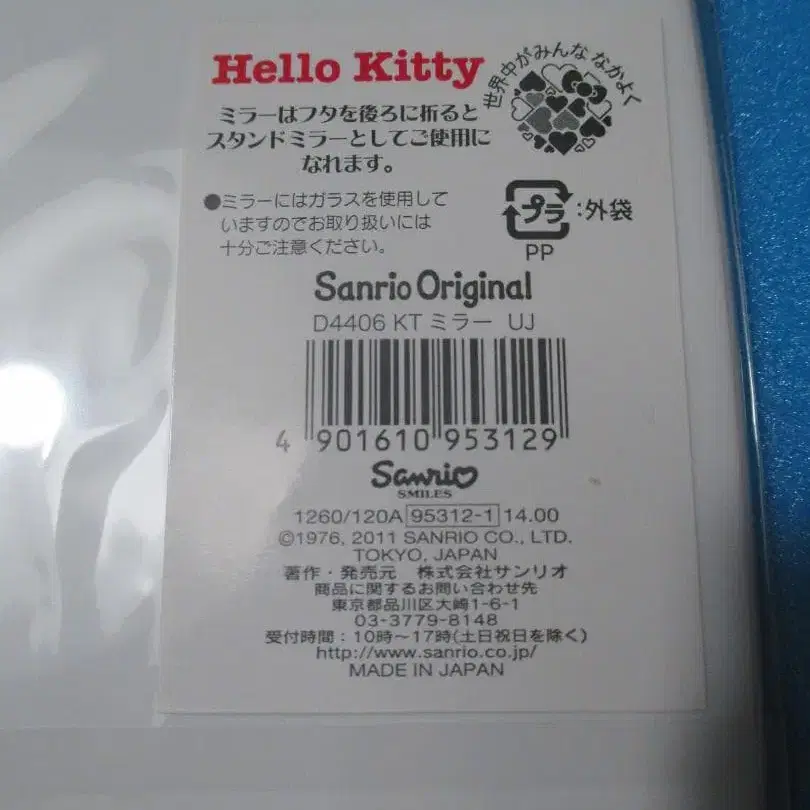 Hello Kitty
世界中がみんななかよく
ミラーはフタを後ろに折ると
スタンドミラーとしてご使用に
なれます。
●ミラーにはガラスを使用して
いますのでお取り扱いには
十分ご注意ください。
プラ:外袋
PP
Sanrio Original
D4406 KT ミラー UJ
4 901610 953129
Sanrio
SMILES
1260/120A 95312-1 14.00
©1976, 2011 SANRIO CO., LTD.
TOKYO, JAPAN
著作・発売元 株式会社サンリオ
商品に関するお問い合わせ先
東京都品川区大崎1-6-1
03-3779-8148
受付時間：10時〜17時(土日祝日を除く)
http://www.sanrio.co.jp/
MADE IN JAPAN